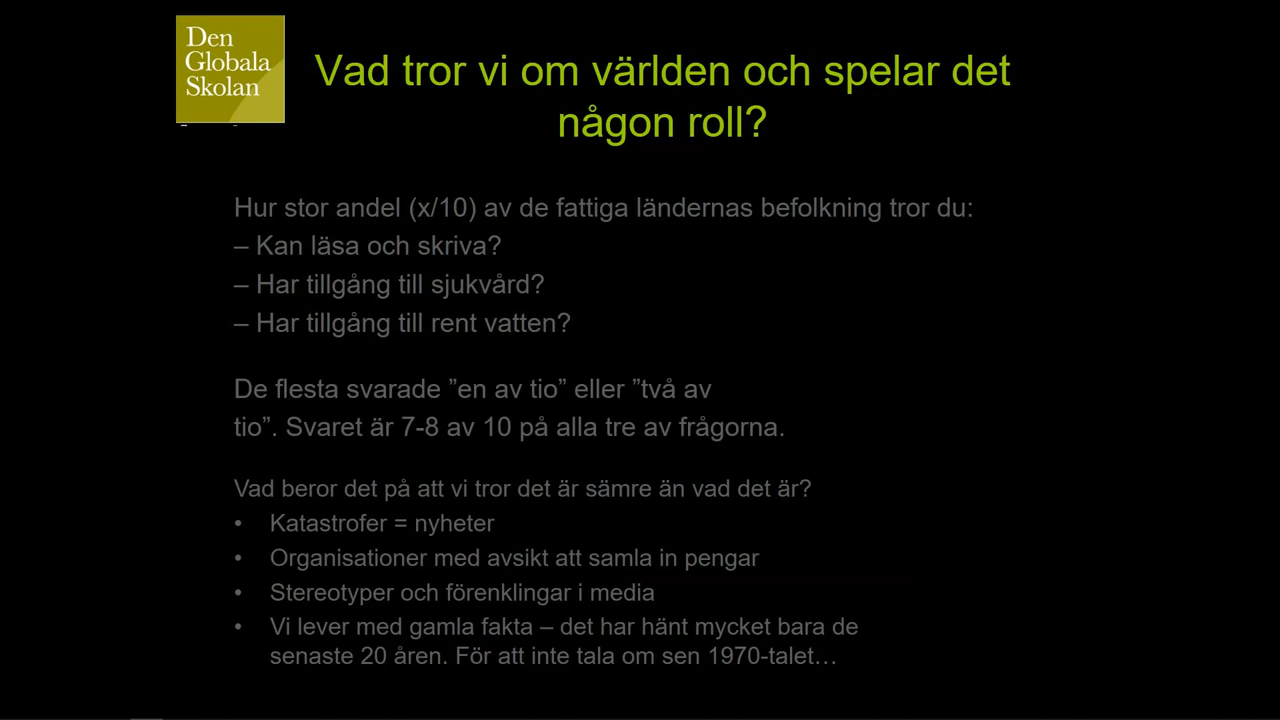 Den
Globala
Skolan
Vad tror vi om världen och spelar det
någon roll?
Hur stor andel (x/10) av de fattiga ländernas befolkning tror du:
– Kan läsa och skriva?
– Har tillgång till sjukvård?
– Har tillgång till rent vatten?
De flesta svarade ”en av tio” eller ”två av
tio”. Svaret är 7-8 av 10 på alla tre av frågorna.
Vad beror det på att vi tror det är sämre än vad det är?
• Katastrofer = nyheter
• Organisationer med avsikt att samla in pengar
• Stereotyper och förenklingar i media
• Vi lever med gamla fakta – det har hänt mycket bara de
senaste 20 åren. För att inte tala om sen 1970-talet…